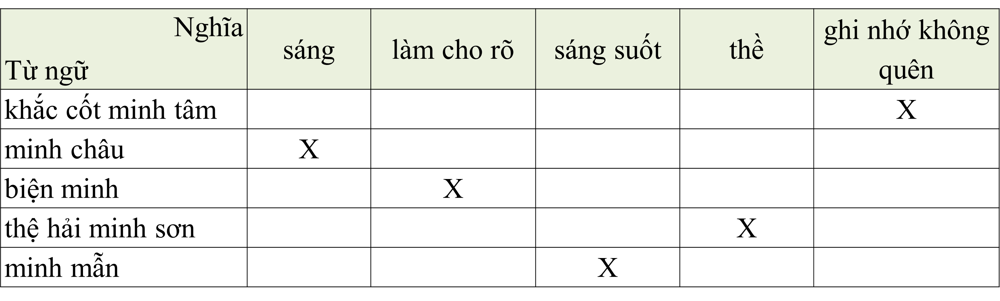 Nghĩa
Từ ngữ
sáng
làm cho rõ
sáng suốt
thề
ghi nhớ không
quên
khắc cốt minh tâm
X
minh châu
X
biện minh
X
thệ hải minh sơn
X
minh mẫn
X